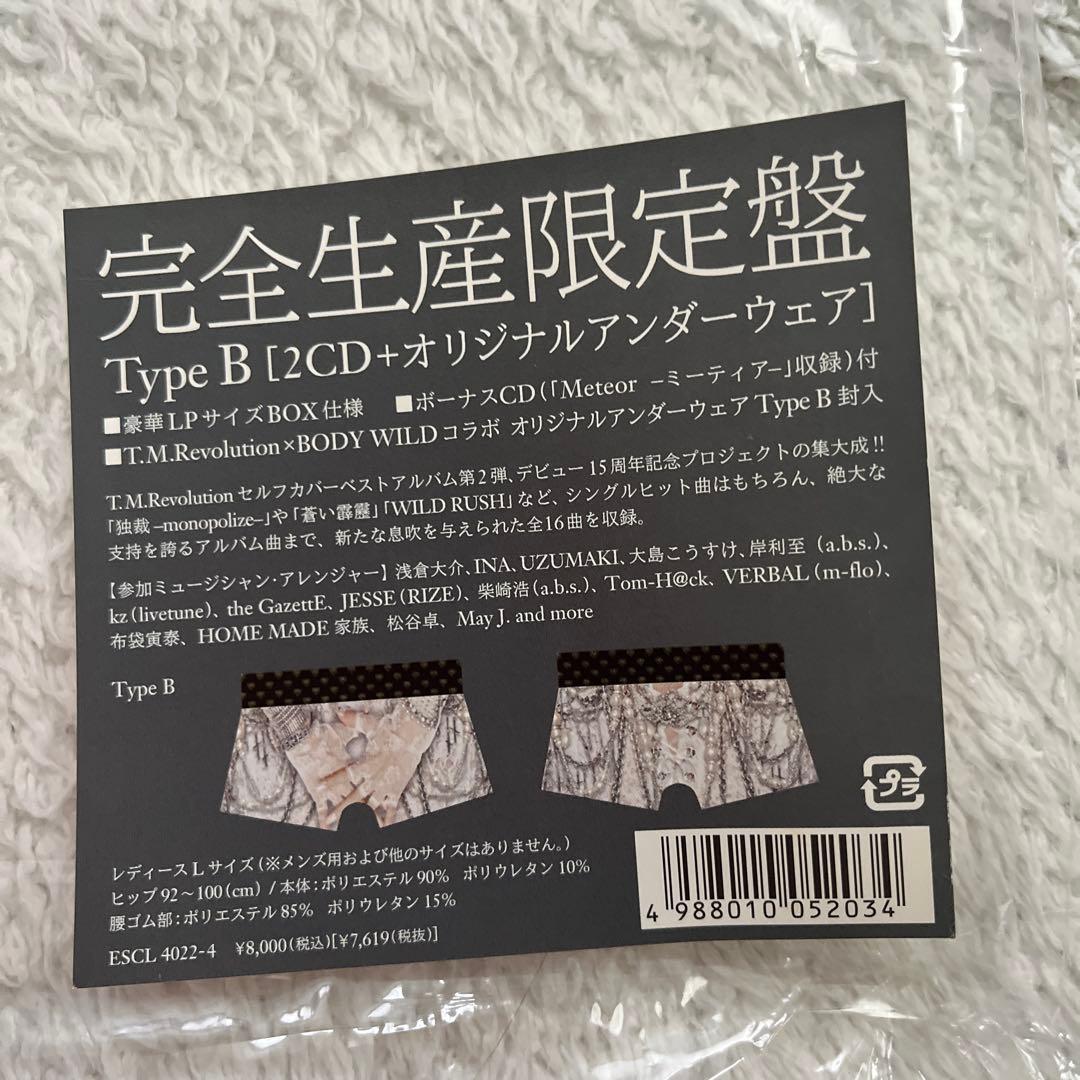 完全生産限定盤
Type B [2CD+オリジナルアンダーウェア]
■豪華LPサイズBOX仕様 ■ボーナスCD(「Meteor –ミーティア–」収録)付
■T.M.Revolution×BODY WILDコラボ オリジナルアンダーウェア Type B 封入
T.M.Revolution セルフカバーベストアルバム第2弾、デビュー15周年記念プロジェクトの集大成!!
「独裁 –monopolize–」や「蒼い霹靂」「WILD RUSH」など、シングルヒット曲はもちろん、絶大な
支持を誇るアルバム曲まで、新たな息吹を与えられた全16曲を収録。
【参加ミュージシャン・アレンジャー】浅倉大介、INA、UZUMAKI、大島こうすけ、岸利至 (a.b.s.)、
kz(livetune)、the GazettE、JESSE(RIZE)、柴崎浩(a.b.s.)、Tom-H@ck、VERBAL (m-flo)、
布袋寅泰、HOME MADE 家族、松谷卓、May J. and more
Type B
プラ
レディース L サイズ(※メンズ用および他のサイズはありません。)
ヒップ 92~100(cm) / 本体:ポリエステル 90% ポリウレタン 10%
腰ゴム部:ポリエステル 85% ポリウレタン 15%
ESCL 4022-4 ¥8,000(税込)[¥7,619(税抜)]
4 988010 052034